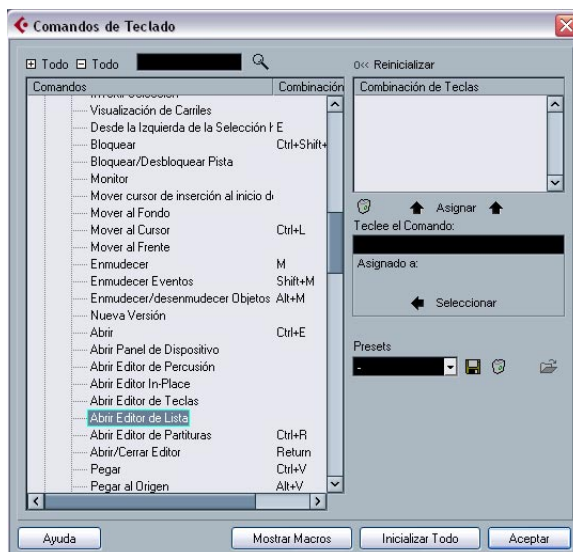 Comandos de Teclado
Todo Todo
Reinicializar
Comandos Combinación
Combinación de Teclas
Visualización de Carriles
Desde la Izquierda de la Selección h E
Bloquear Ctrl+Shift+
Bloquear/Desbloquear Pista
Monitor
Mover cursor de inserción al inicio d
Mover al Fondo
Mover al Cursor Ctrl+L
Mover al Frente
Enmudecer M
Enmudecer Eventos Shift+M
Enmudecer/desenmudecer Objetos Alt+M
Nueva Versión
Abrir Ctrl+E
Abrir Panel de Dispositivo
Abrir Editor de Percusión
Abrir Editor In-Place
Abrir Editor de Teclas
Abrir Editor de Lista
Abrir Editor de Partituras Ctrl+R
Abrir/Cerrar Editor Return
Pegar Ctrl+V
Pegar al Origen Alt+V
Asignar
Teclee el Comando:
Asignado a:
Seleccionar
Presets
-
Ayuda
Mostrar Macros
Inicializar Todo
Aceptar